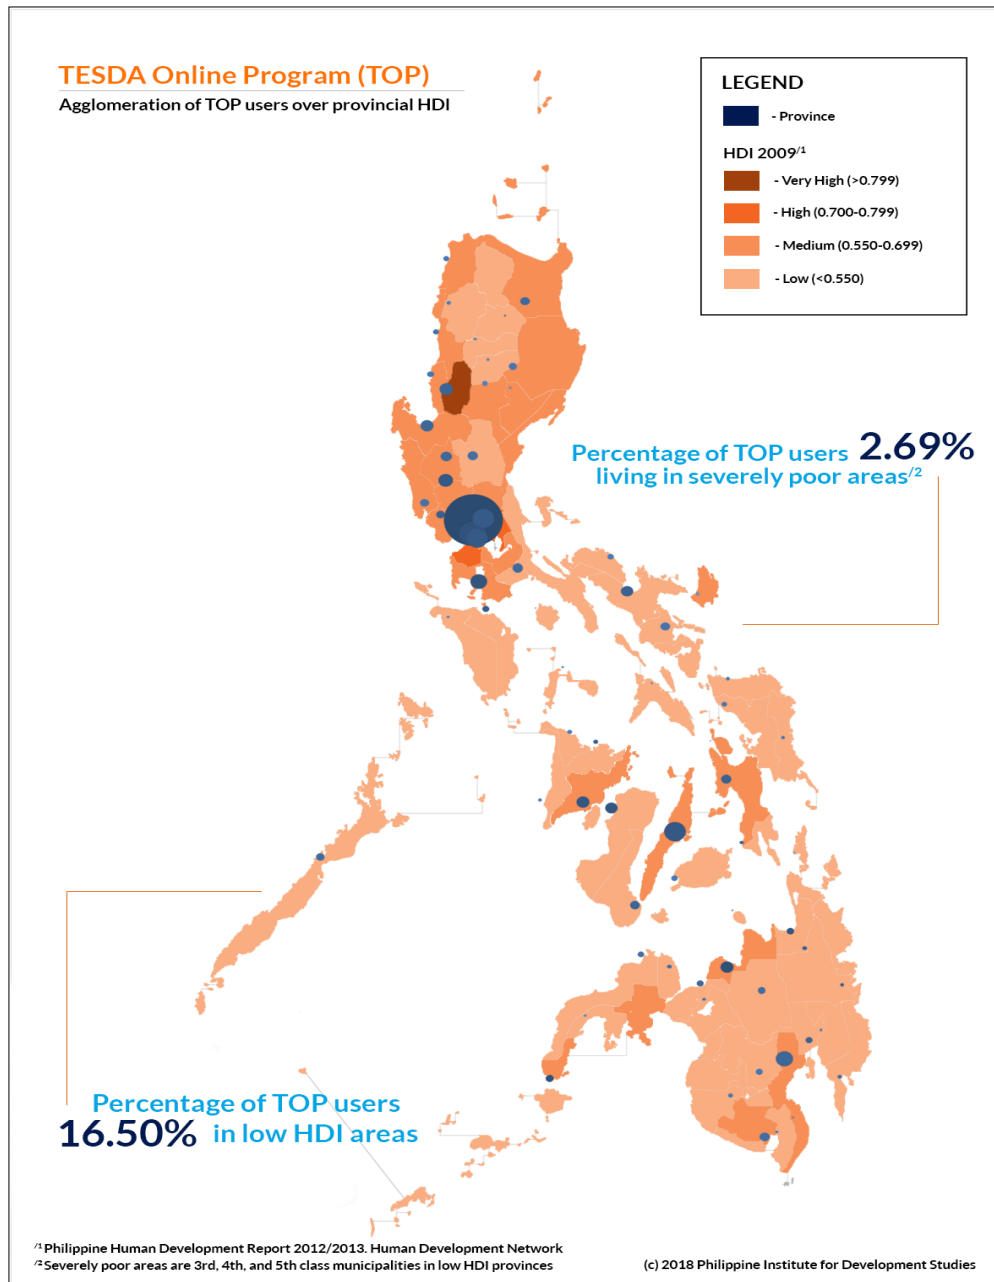 TESDA Online Program (TOP)
Agglomeration of TOP users over provincial HDI
LEGEND
- Province
HDI 2009/1
- Very High (>0.799)
- High (0.700-0.799)
- Medium (0.550-0.699)
- Low (<0.550)
Percentage of TOP users 2.69%
living in severely poor areas/2
Percentage of TOP users
16.50% in low HDI areas
/1 Philippine Human Development Report 2012/2013. Human Development Network
/2 Severely poor areas are 3rd, 4th, and 5th class municipalities in low HDI provinces
(c) 2018 Philippine Institute for Development Studies